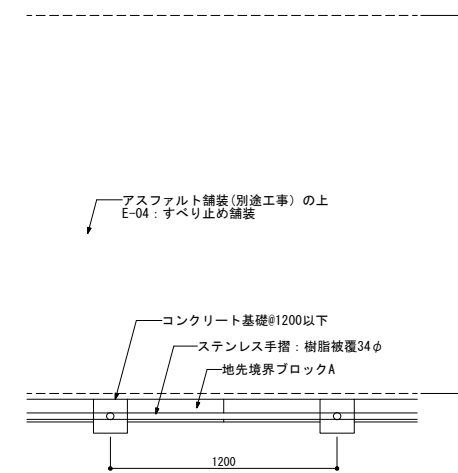 アスファルト舗装(別途工事）の上
E-04：すべり止め舗装
コンクリート基礎@1200以下
ステンレス手摺：樹脂被覆34φ
地先境界ブロックA
1200